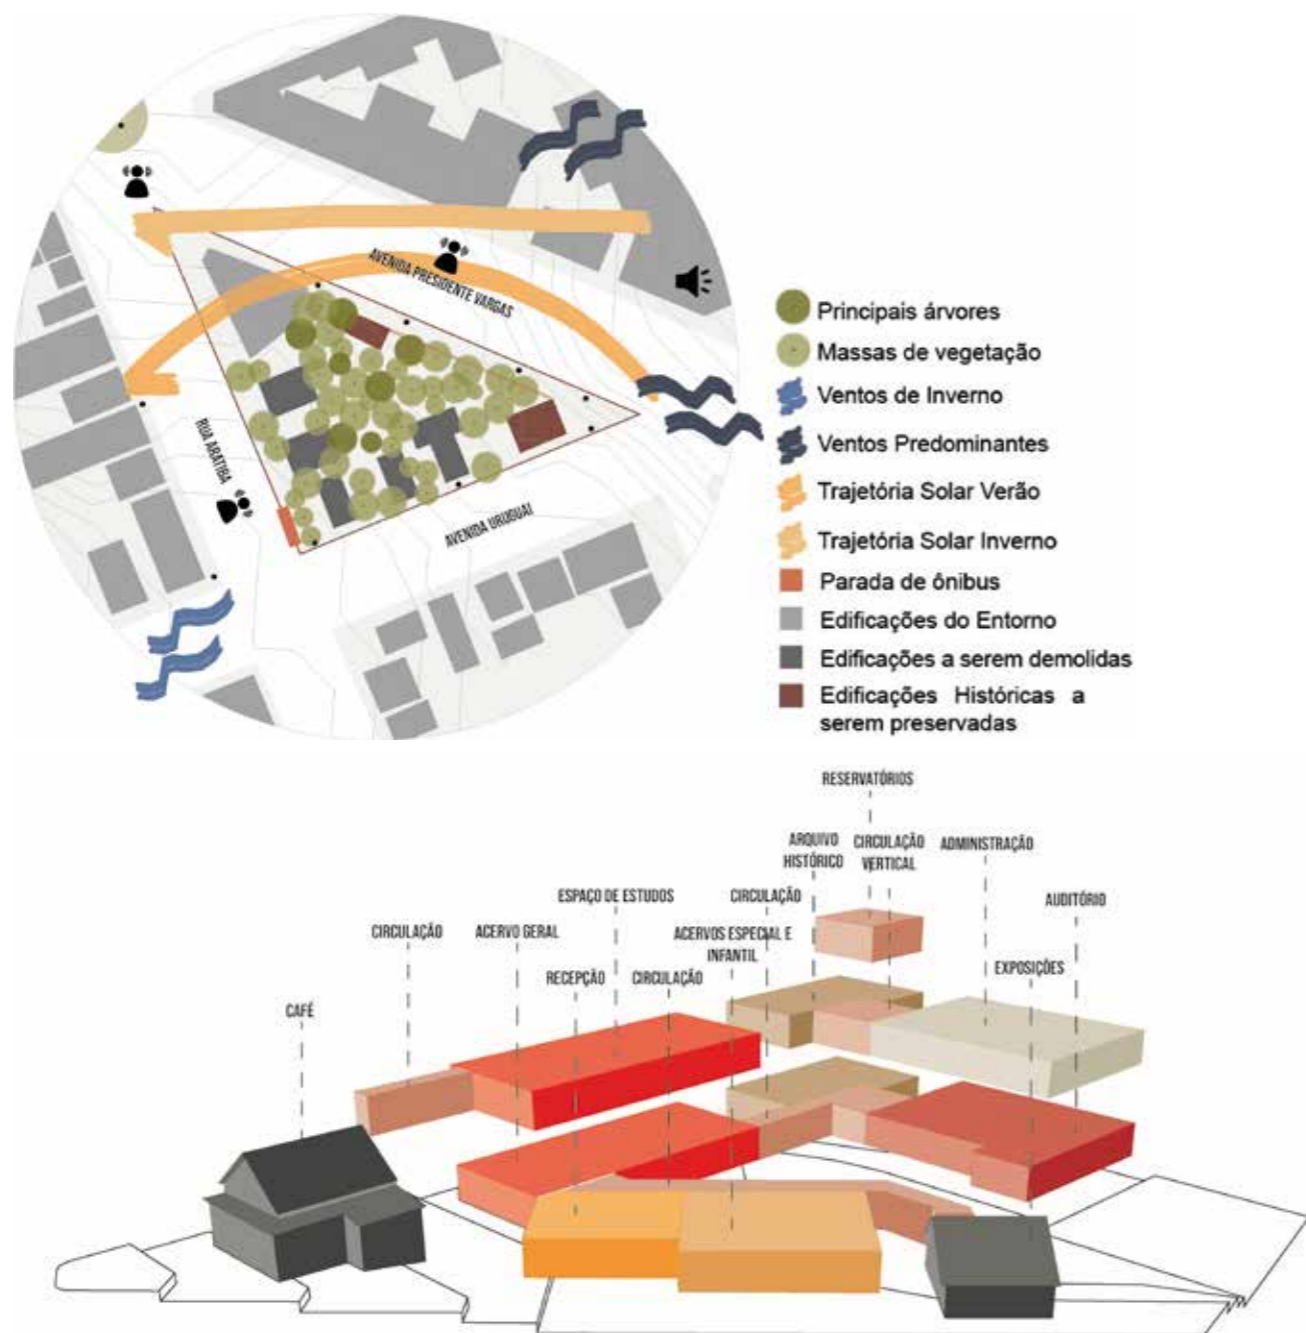 AVENIDA PRESIDENTE VARGAS
RUA ARATIBA
AVENIDA URUGUAI
Principais árvores
Massas de vegetação
Ventos de Inverno
Ventos Predominantes
Trajetória Solar Verão
Trajetória Solar Inverno
Parada de ônibus
Edificações do Entorno
Edificações a serem demolidas
Edificações Históricas a
serem preservadas
RESERVATÓRIOS
ARQUIVO
HISTÓRICO
CIRCULAÇÃO
VERTICAL
ADMINISTRAÇÃO
ESPAÇO DE ESTUDOS
CIRCULAÇÃO
AUDITÓRIO
CIRCULAÇÃO
ACERVO GERAL
ACERVOS ESPECIAL E
INFANTIL
EXPOSIÇÕES
RECEPÇÃO
CIRCULAÇÃO
CAFÉ